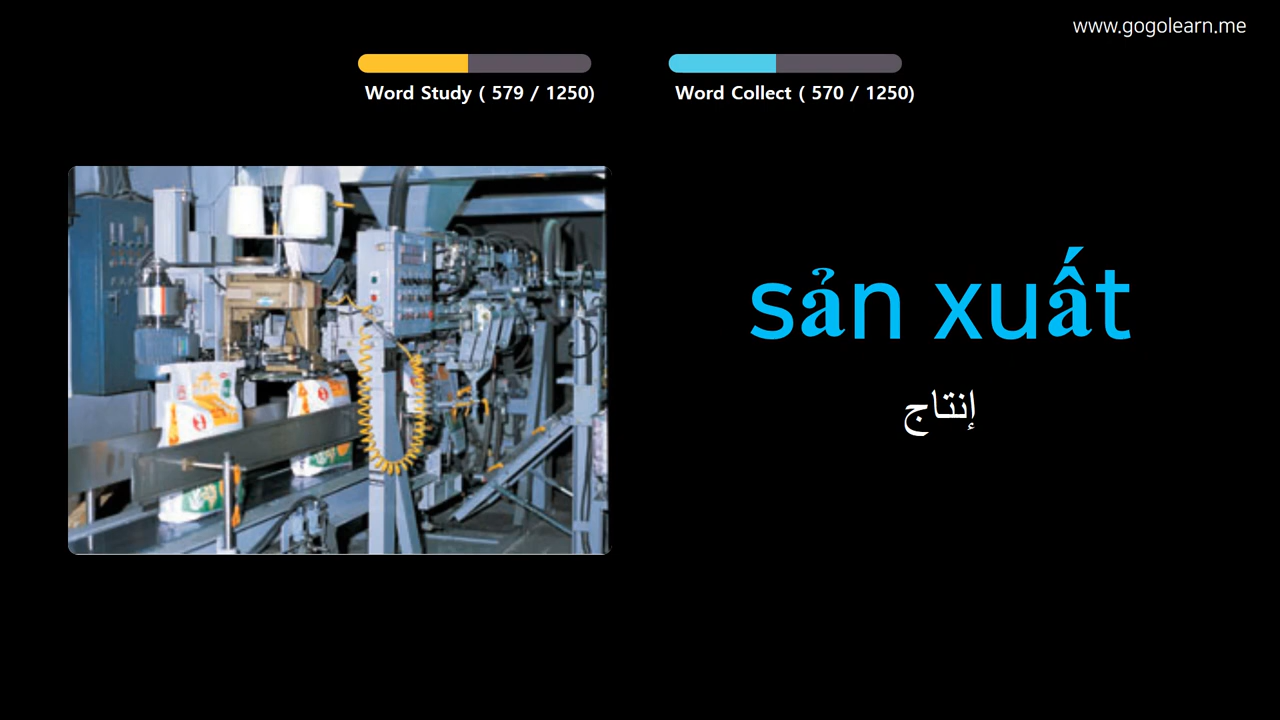 www.gogolearn.me
Word Study ( 579 / 1250)
Word Collect ( 570 / 1250)
sản xuất
إنتاج